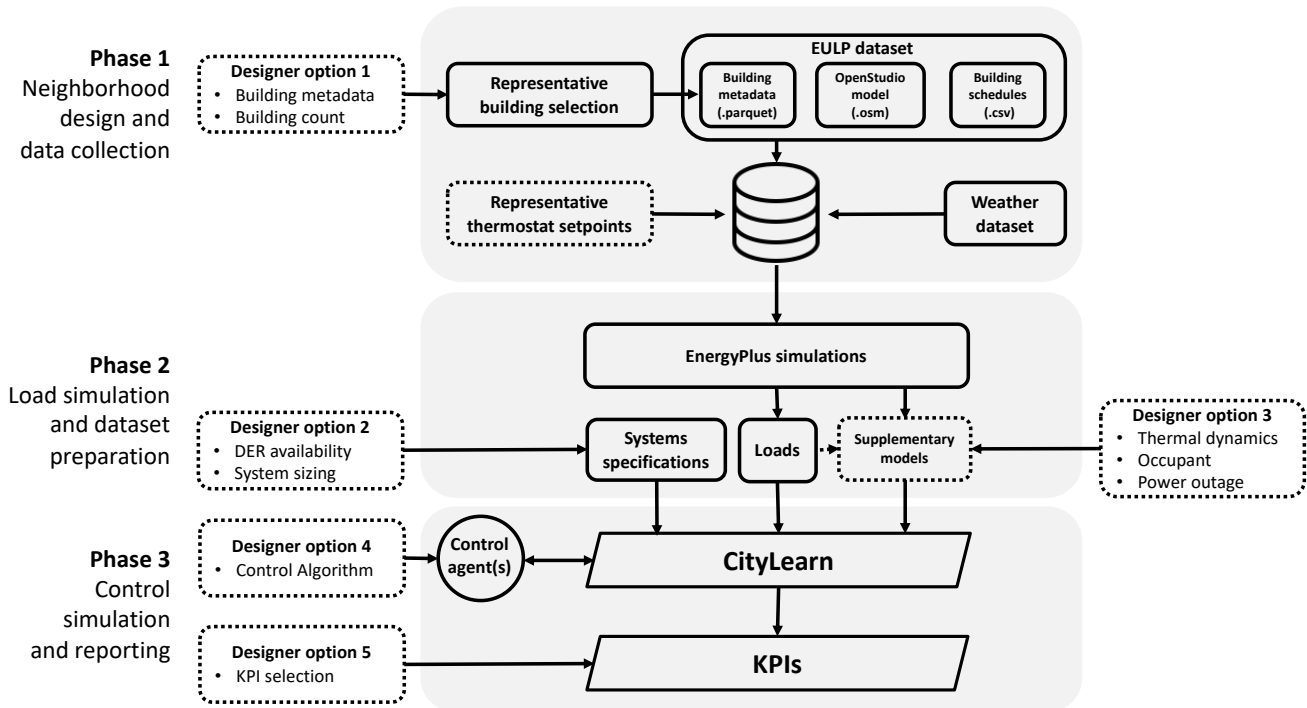 Phase 1
Neighborhood
design and
data collection
Designer option 1
• Building metadata
• Building count
Representative
building selection
EULP dataset
Building
metadata
(.parquet)
OpenStudio
model
(.osm)
Building
schedules
(.csv)
Representative
thermostat setpoints
Weather
dataset
Phase 2
Load simulation
and dataset
preparation
EnergyPlus simulations
Designer option 2
• DER availability
• System sizing
Systems
specifications
Loads
Supplementary
models
Designer option 3
• Thermal dynamics
• Occupant
• Power outage
Phase 3
Control
simulation
and reporting
Designer option 4
• Control Algorithm
Control
agent(s)
CityLearn
Designer option 5
• KPI selection
KPIs